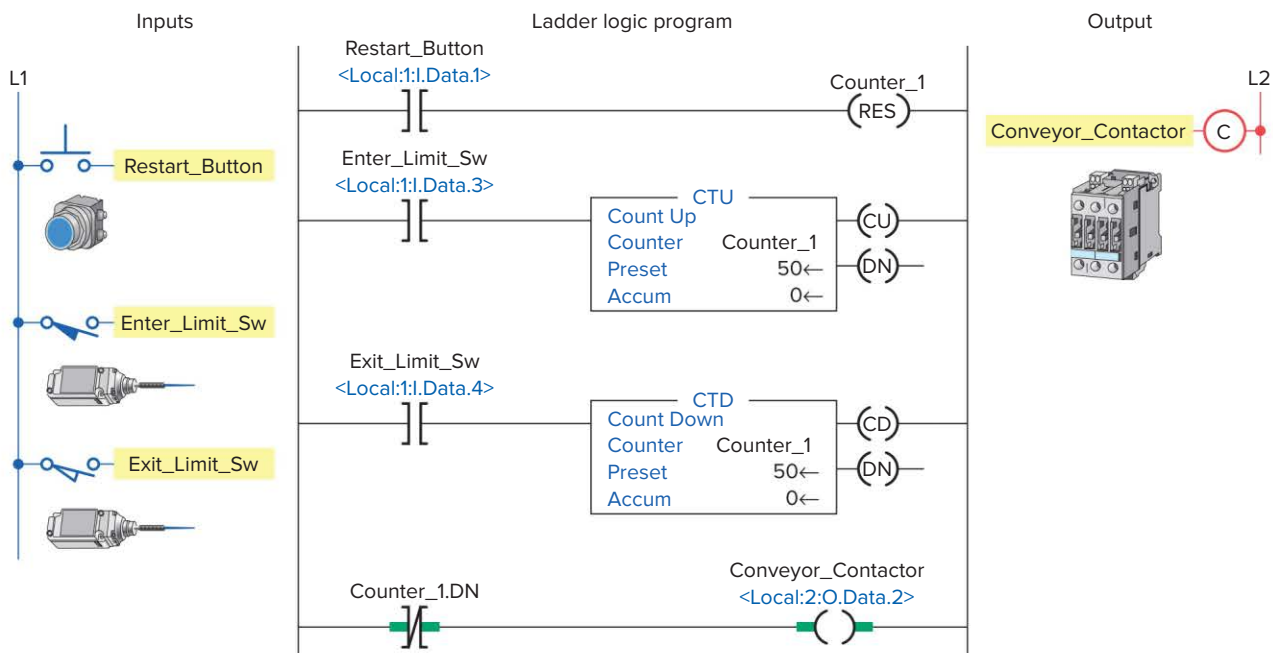 Inputs
Ladder logic program
Output
L1
L2
Restart_Button
Enter_Limit_Sw
Exit_Limit_Sw
Restart_Button
<Local:1:I.Data.1>
Counter_1
RES
Enter_Limit_Sw
<Local:1:I.Data.3>
CTU
Count Up
Counter Counter_1
Preset 50←
Accum 0←
CU
DN
Exit_Limit_Sw
<Local:1:I.Data.4>
CTD
Count Down
Counter Counter_1
Preset 50←
Accum 0←
CD
DN
Counter_1.DN
Conveyor_Contactor
<Local:2:O.Data.2>
Conveyor_Contactor C